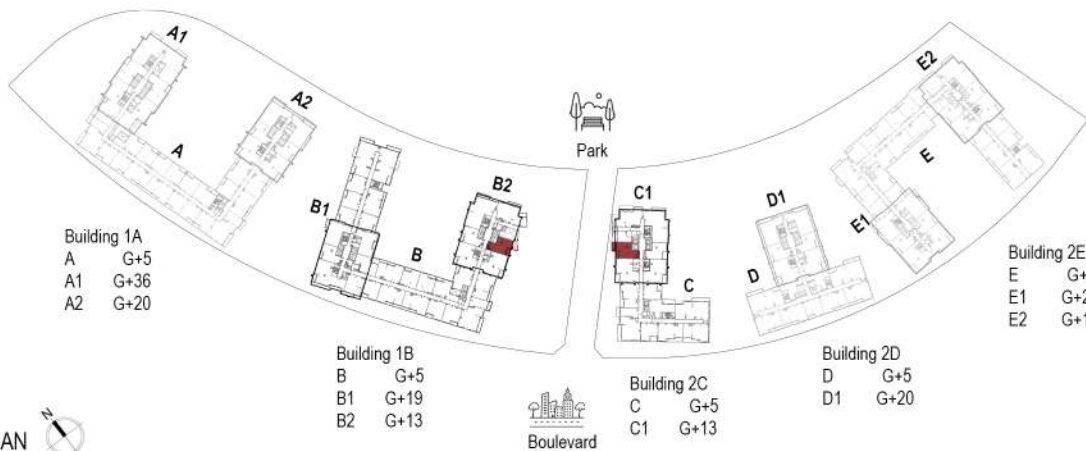 A1
A2
A
B1
B2
B
Park
C1
C
D1
D
E2
E
E1
Building 1A
A G+5
A1 G+36
A2 G+20
Building 1B
B G+5
B1 G+19
B2 G+13
Boulevard
Building 2C
C G+5
C1 G+13
Building 2D
D G+5
D1 G+20
Building 2E
E G+
E1 G+2
E2 G+1
AN
N